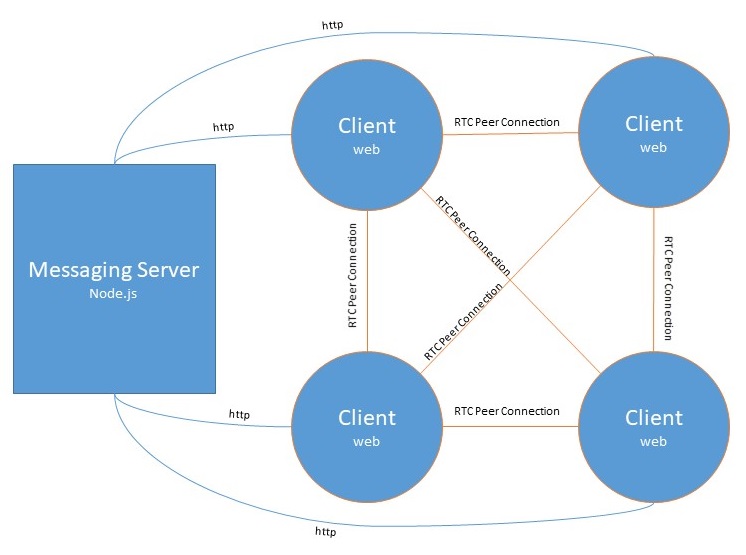 http
http
Client
web
RTC Peer Connection
Client
web
Messaging Server
Node.js
RTC Peer Connection
RTC Peer Connection
RTC Peer Connection
RTC Peer Connection
http
Client
web
RTC Peer Connection
Client
web
http